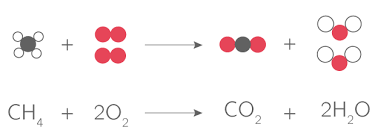 + → +
CH₄ + 2O₂ → CO₂ + 2H₂O